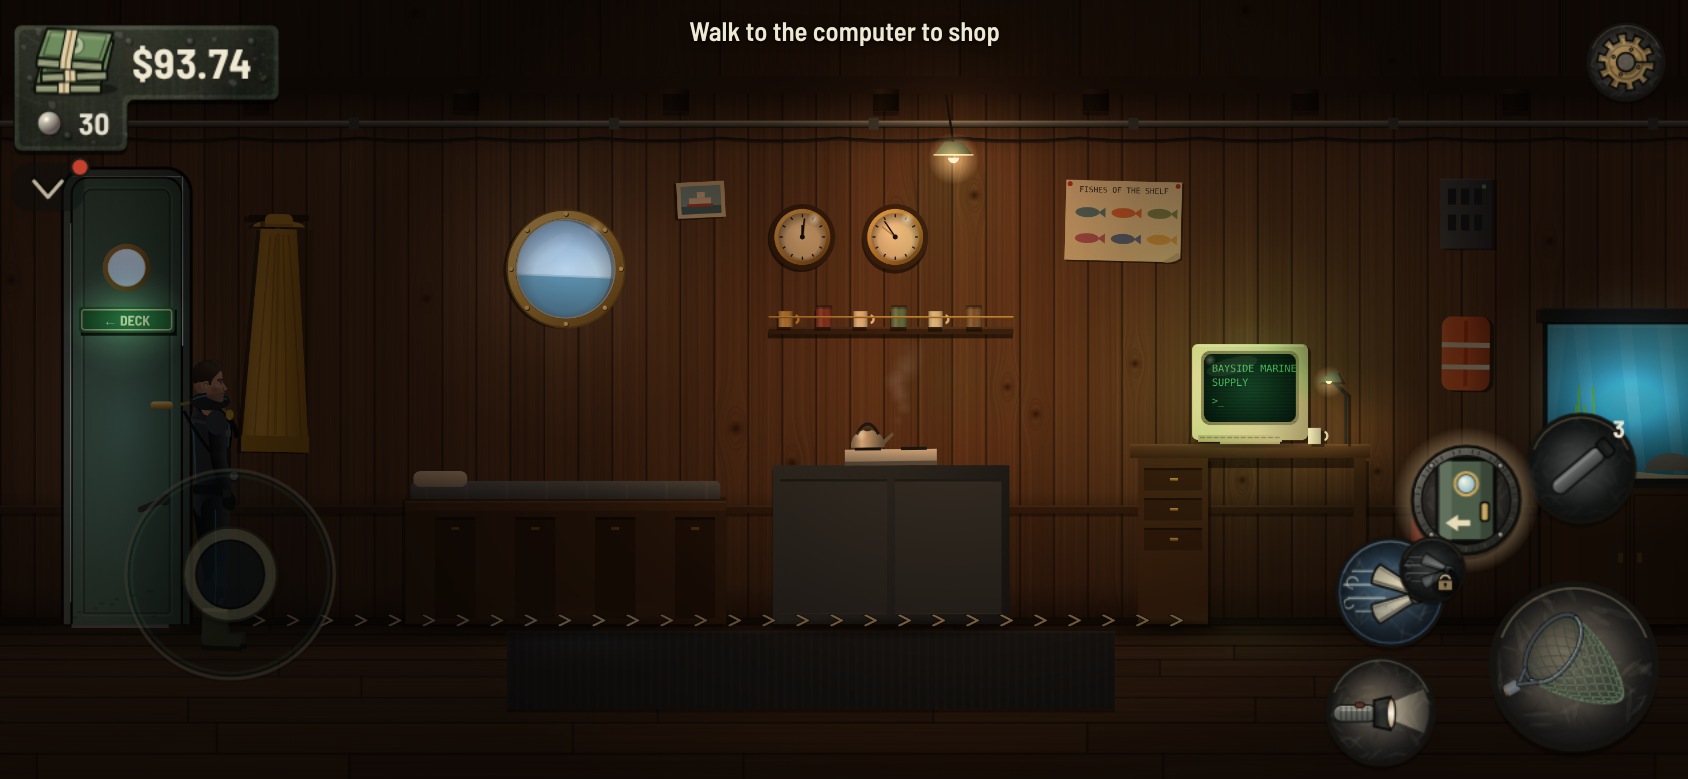 Walk to the computer to shop
$93.74
30
FISHES OF THE SHELF
← DECK
BAYSIDE MARINE
SUPPLY
>_
3